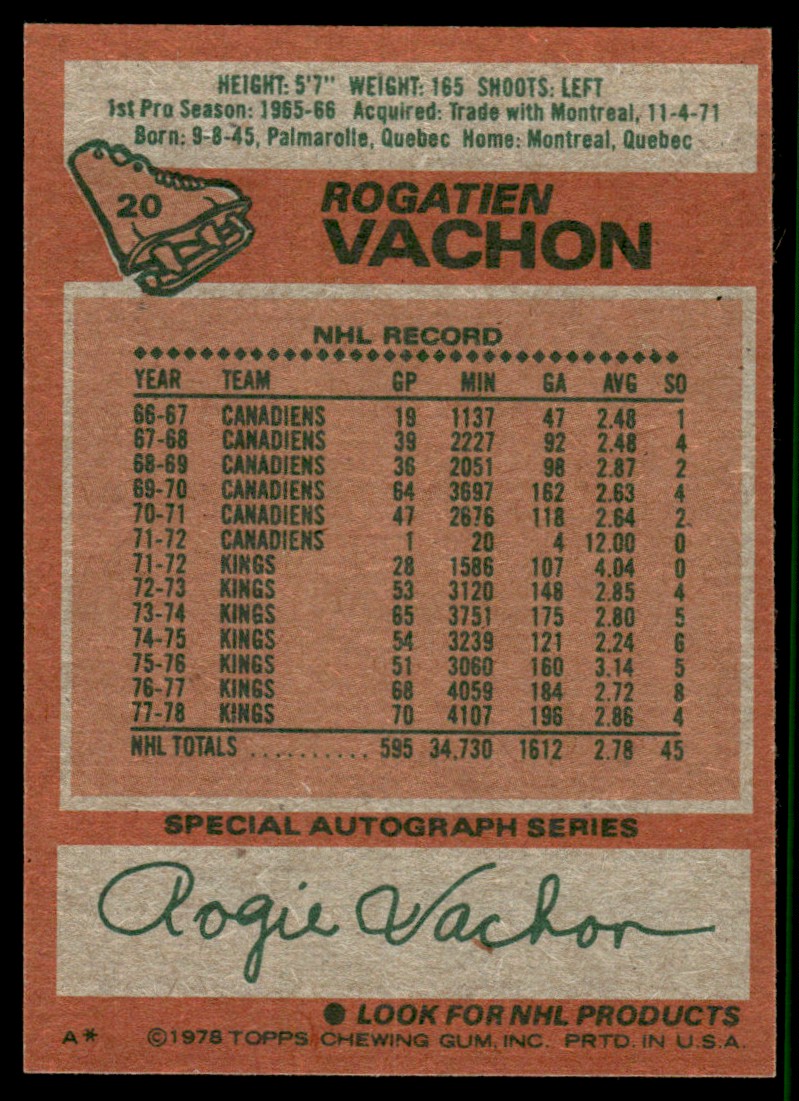 HEIGHT: 5'7" WEIGHT: 165 SHOOTS: LEFT
1st Pro Season: 1965-66 Acquired: Trade with Montreal, 11-4-71
Born: 9-8-45, Palmarolle, Quebec Home: Montreal, Quebec
20
ROGATIEN
VACHON
NHL RECORD
YEAR TEAM GP MIN GA AVG SO
66-67 CANADIENS 19 1137 47 2.48 1
67-68 CANADIENS 39 2227 92 2.48 4
68-69 CANADIENS 36 2051 98 2.87 2
69-70 CANADIENS 64 3697 162 2.63 4
70-71 CANADIENS 47 2676 118 2.64 2
71-72 CANADIENS 1 20 4 12.00 0
71-72 KINGS 28 1586 107 4.04 0
72-73 KINGS 53 3120 148 2.85 4
73-74 KINGS 65 3751 175 2.80 5
74-75 KINGS 54 3239 121 2.24 6
75-76 KINGS 51 3060 160 3.14 5
76-77 KINGS 68 4059 184 2.72 8
77-78 KINGS 70 4107 196 2.86 4
NHL TOTALS .......... 595 34,730 1612 2.78 45
SPECIAL AUTOGRAPH SERIES
Rogie Vachon
● LOOK FOR NHL PRODUCTS
A* ©1978 TOPPS CHEWING GUM, INC. PRTD. IN U.S.A.